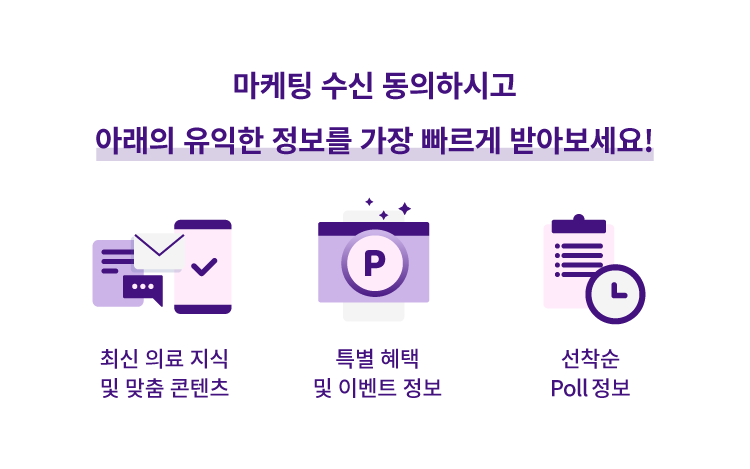 마케팅 수신 동의하시고
아래의 유익한 정보를 가장 빠르게 받아보세요!
P
최신 의료 지식
및 맞춤 콘텐츠
특별 혜택
및 이벤트 정보
선착순
Poll 정보